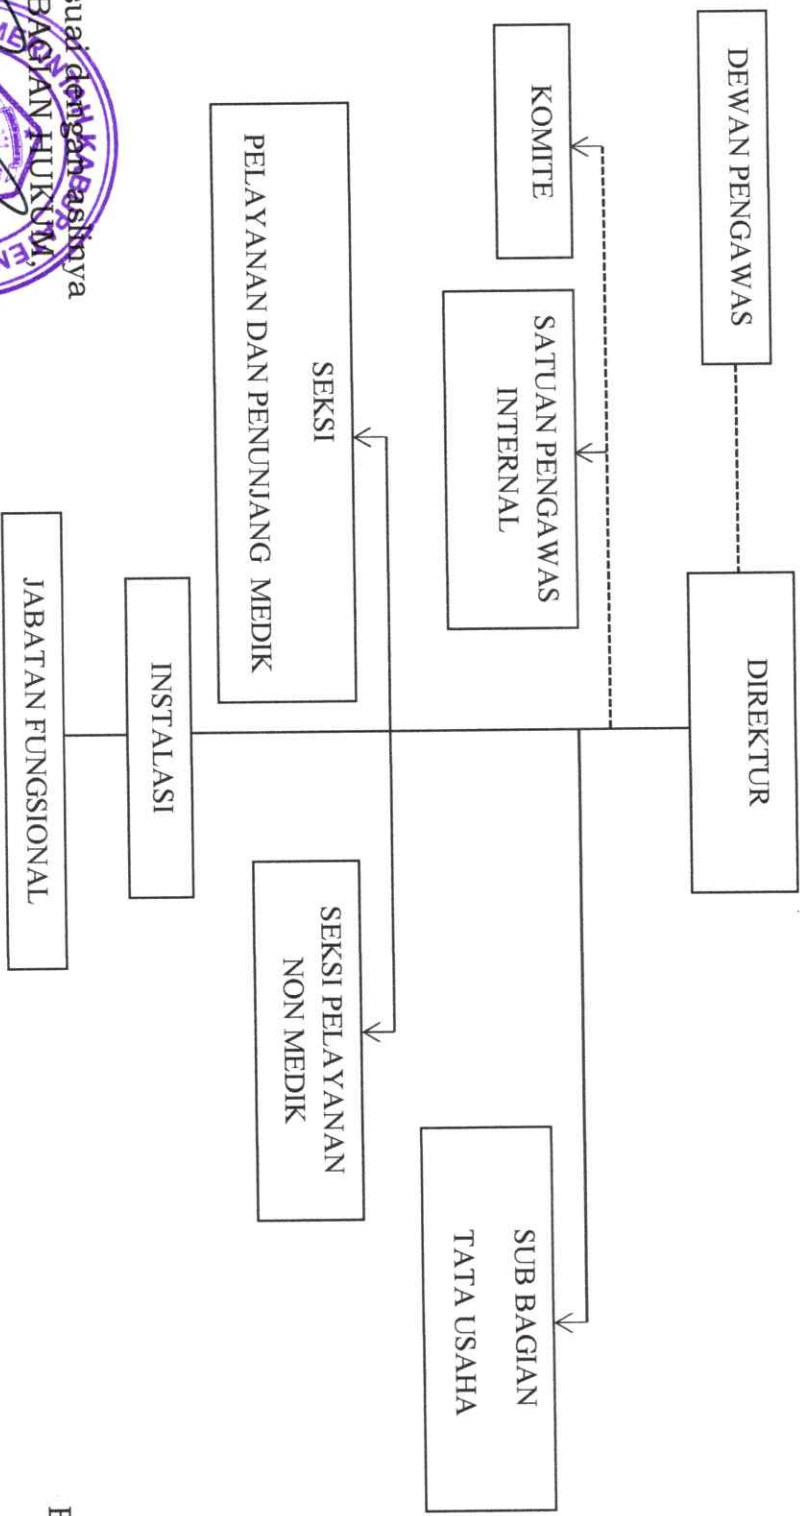 DEWAN PENGAWAS
DIREKTUR
KOMITE
SATUAN PENGAWAS
INTERNAL
SUB BAGIAN
TATA USAHA
SEKSI
PELAYANAN DAN PENUNJANG MEDIK
SEKSI PELAYANAN
NON MEDIK
INSTALASI
JABATAN FUNGSIONAL
suai dengan aslinya
BAGIAN HUKUM,